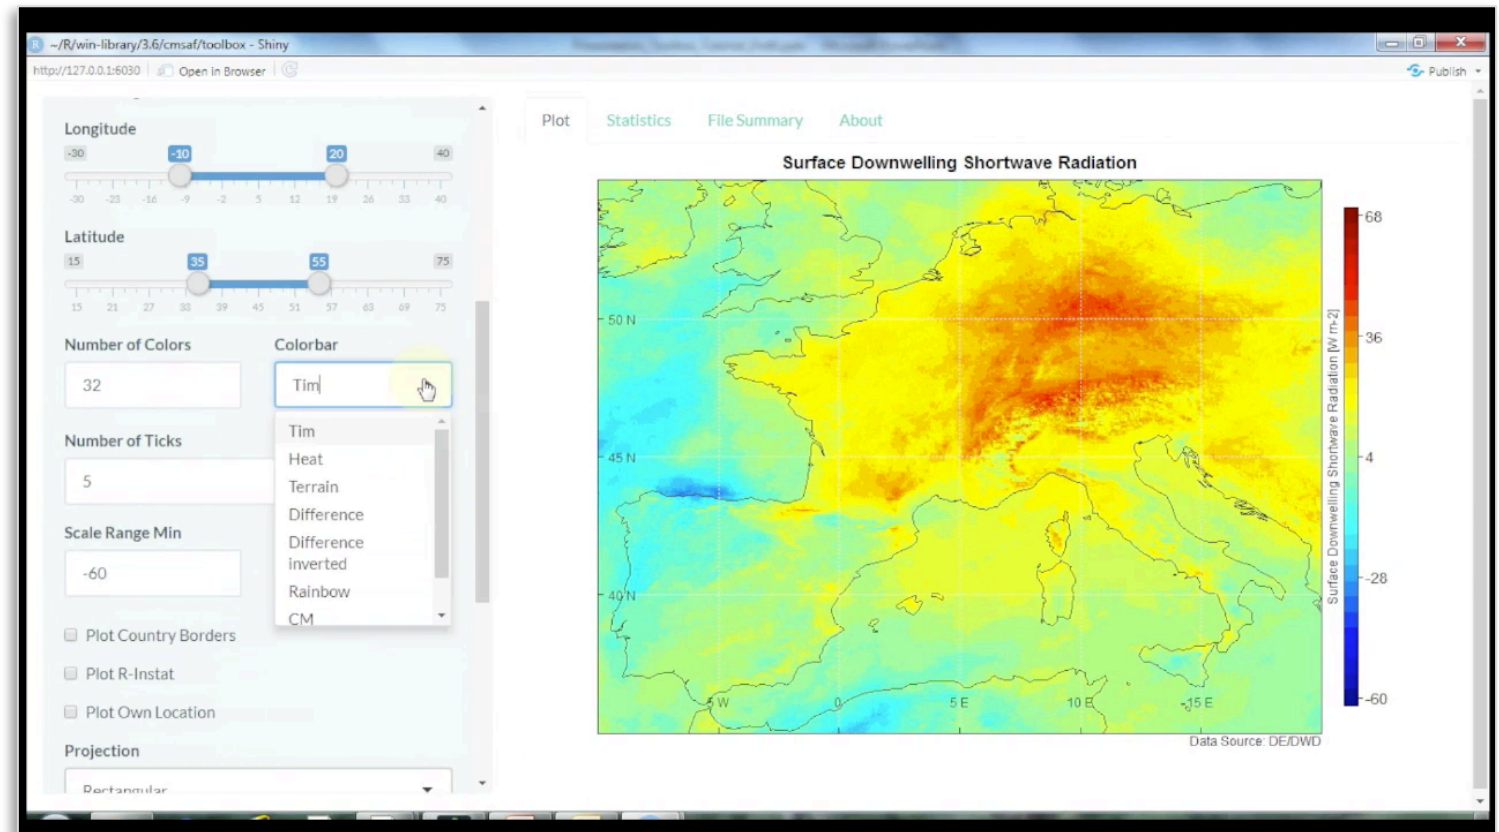 ~/R/win-library/3.6/cmsaf/toolbox - Shiny
http://127.0.0.1:6030
Open in Browser
Publish
Longitude
-30
-10
20
40
-30 -23 -16 -9 -2 5 12 19 26 33 40
Latitude
15
35
55
75
15 21 27 33 39 45 51 57 63 69 75
Number of Colors
Colorbar
32
Tim
Number of Ticks
5
Scale Range Min
-60
Tim
Heat
Terrain
Difference
Difference
inverted
Rainbow
CM
Plot Country Borders
Plot R-Instat
Plot Own Location
Projection
Rectangular
Plot
Statistics
File Summary
About
Surface Downwelling Shortwave Radiation
50 N
45 N
40 N
5 W
0
5 E
10 E
15 E
68
36
4
-28
-60
Surface Downwelling Shortwave Radiation [W m-2]
Data Source: DE/DWD